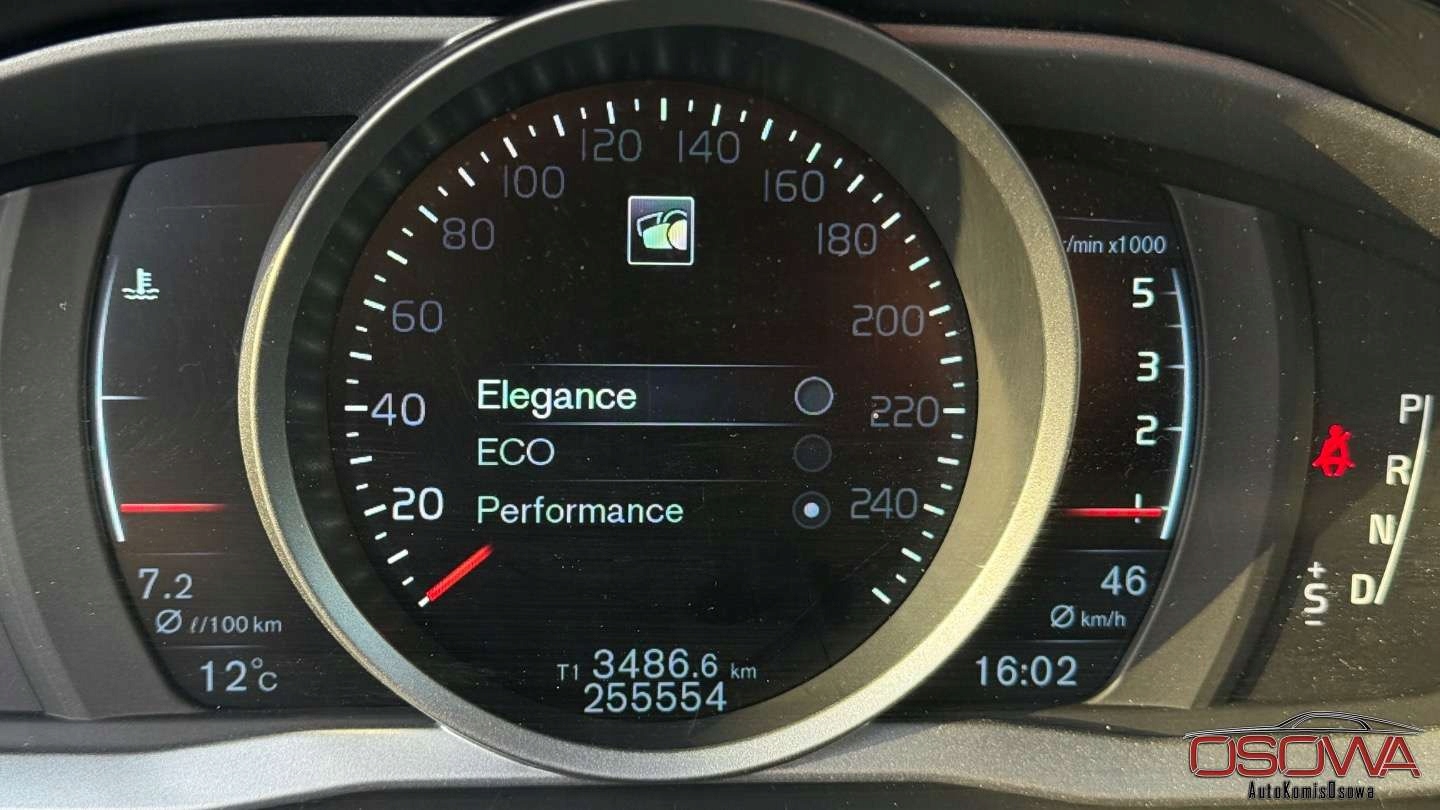 20
40
60
80
100
120
140
160
180
200
220
240
Elegance
ECO
Performance
T1 3486.6 km
255554
7.2
Ø ℓ/100 km
12°C
r/min x1000
5
3
2
1
46
Ø km/h
16:02
P
R
N
D
+
S
−
OSOWA
AutoKomisOsowa